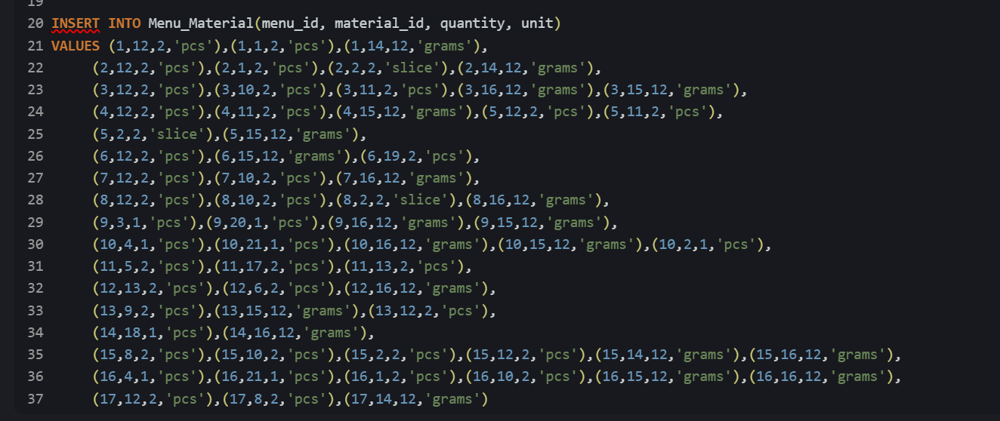 19
20 INSERT INTO Menu_Material(menu_id, material_id, quantity, unit)
21 VALUES (1,12,2,'pcs'),(1,1,2,'pcs'),(1,14,12,'grams'),
22 (2,12,2,'pcs'),(2,1,2,'pcs'),(2,2,2,'slice'),(2,14,12,'grams'),
23 (3,12,2,'pcs'),(3,10,2,'pcs'),(3,11,2,'pcs'),(3,16,12,'grams'),(3,15,12,'grams'),
24 (4,12,2,'pcs'),(4,11,2,'pcs'),(4,15,12,'grams'),(5,12,2,'pcs'),(5,11,2,'pcs'),
25 (5,2,2,'slice'),(5,15,12,'grams'),
26 (6,12,2,'pcs'),(6,15,12,'grams'),(6,19,2,'pcs'),
27 (7,12,2,'pcs'),(7,10,2,'pcs'),(7,16,12,'grams'),
28 (8,12,2,'pcs'),(8,10,2,'pcs'),(8,2,2,'slice'),(8,16,12,'grams'),
29 (9,3,1,'pcs'),(9,20,1,'pcs'),(9,16,12,'grams'),(9,15,12,'grams'),
30 (10,4,1,'pcs'),(10,21,1,'pcs'),(10,16,12,'grams'),(10,15,12,'grams'),(10,2,1,'pcs'),
31 (11,5,2,'pcs'),(11,17,2,'pcs'),(11,13,2,'pcs'),
32 (12,13,2,'pcs'),(12,6,2,'pcs'),(12,16,12,'grams'),
33 (13,9,2,'pcs'),(13,15,12,'grams'),(13,12,2,'pcs'),
34 (14,18,1,'pcs'),(14,16,12,'grams'),
35 (15,8,2,'pcs'),(15,10,2,'pcs'),(15,2,2,'pcs'),(15,12,2,'pcs'),(15,14,12,'grams'),(15,16,12,'grams'),
36 (16,4,1,'pcs'),(16,21,1,'pcs'),(16,1,2,'pcs'),(16,10,2,'pcs'),(16,15,12,'grams'),(16,16,12,'grams'),
37 (17,12,2,'pcs'),(17,8,2,'pcs'),(17,14,12,'grams')